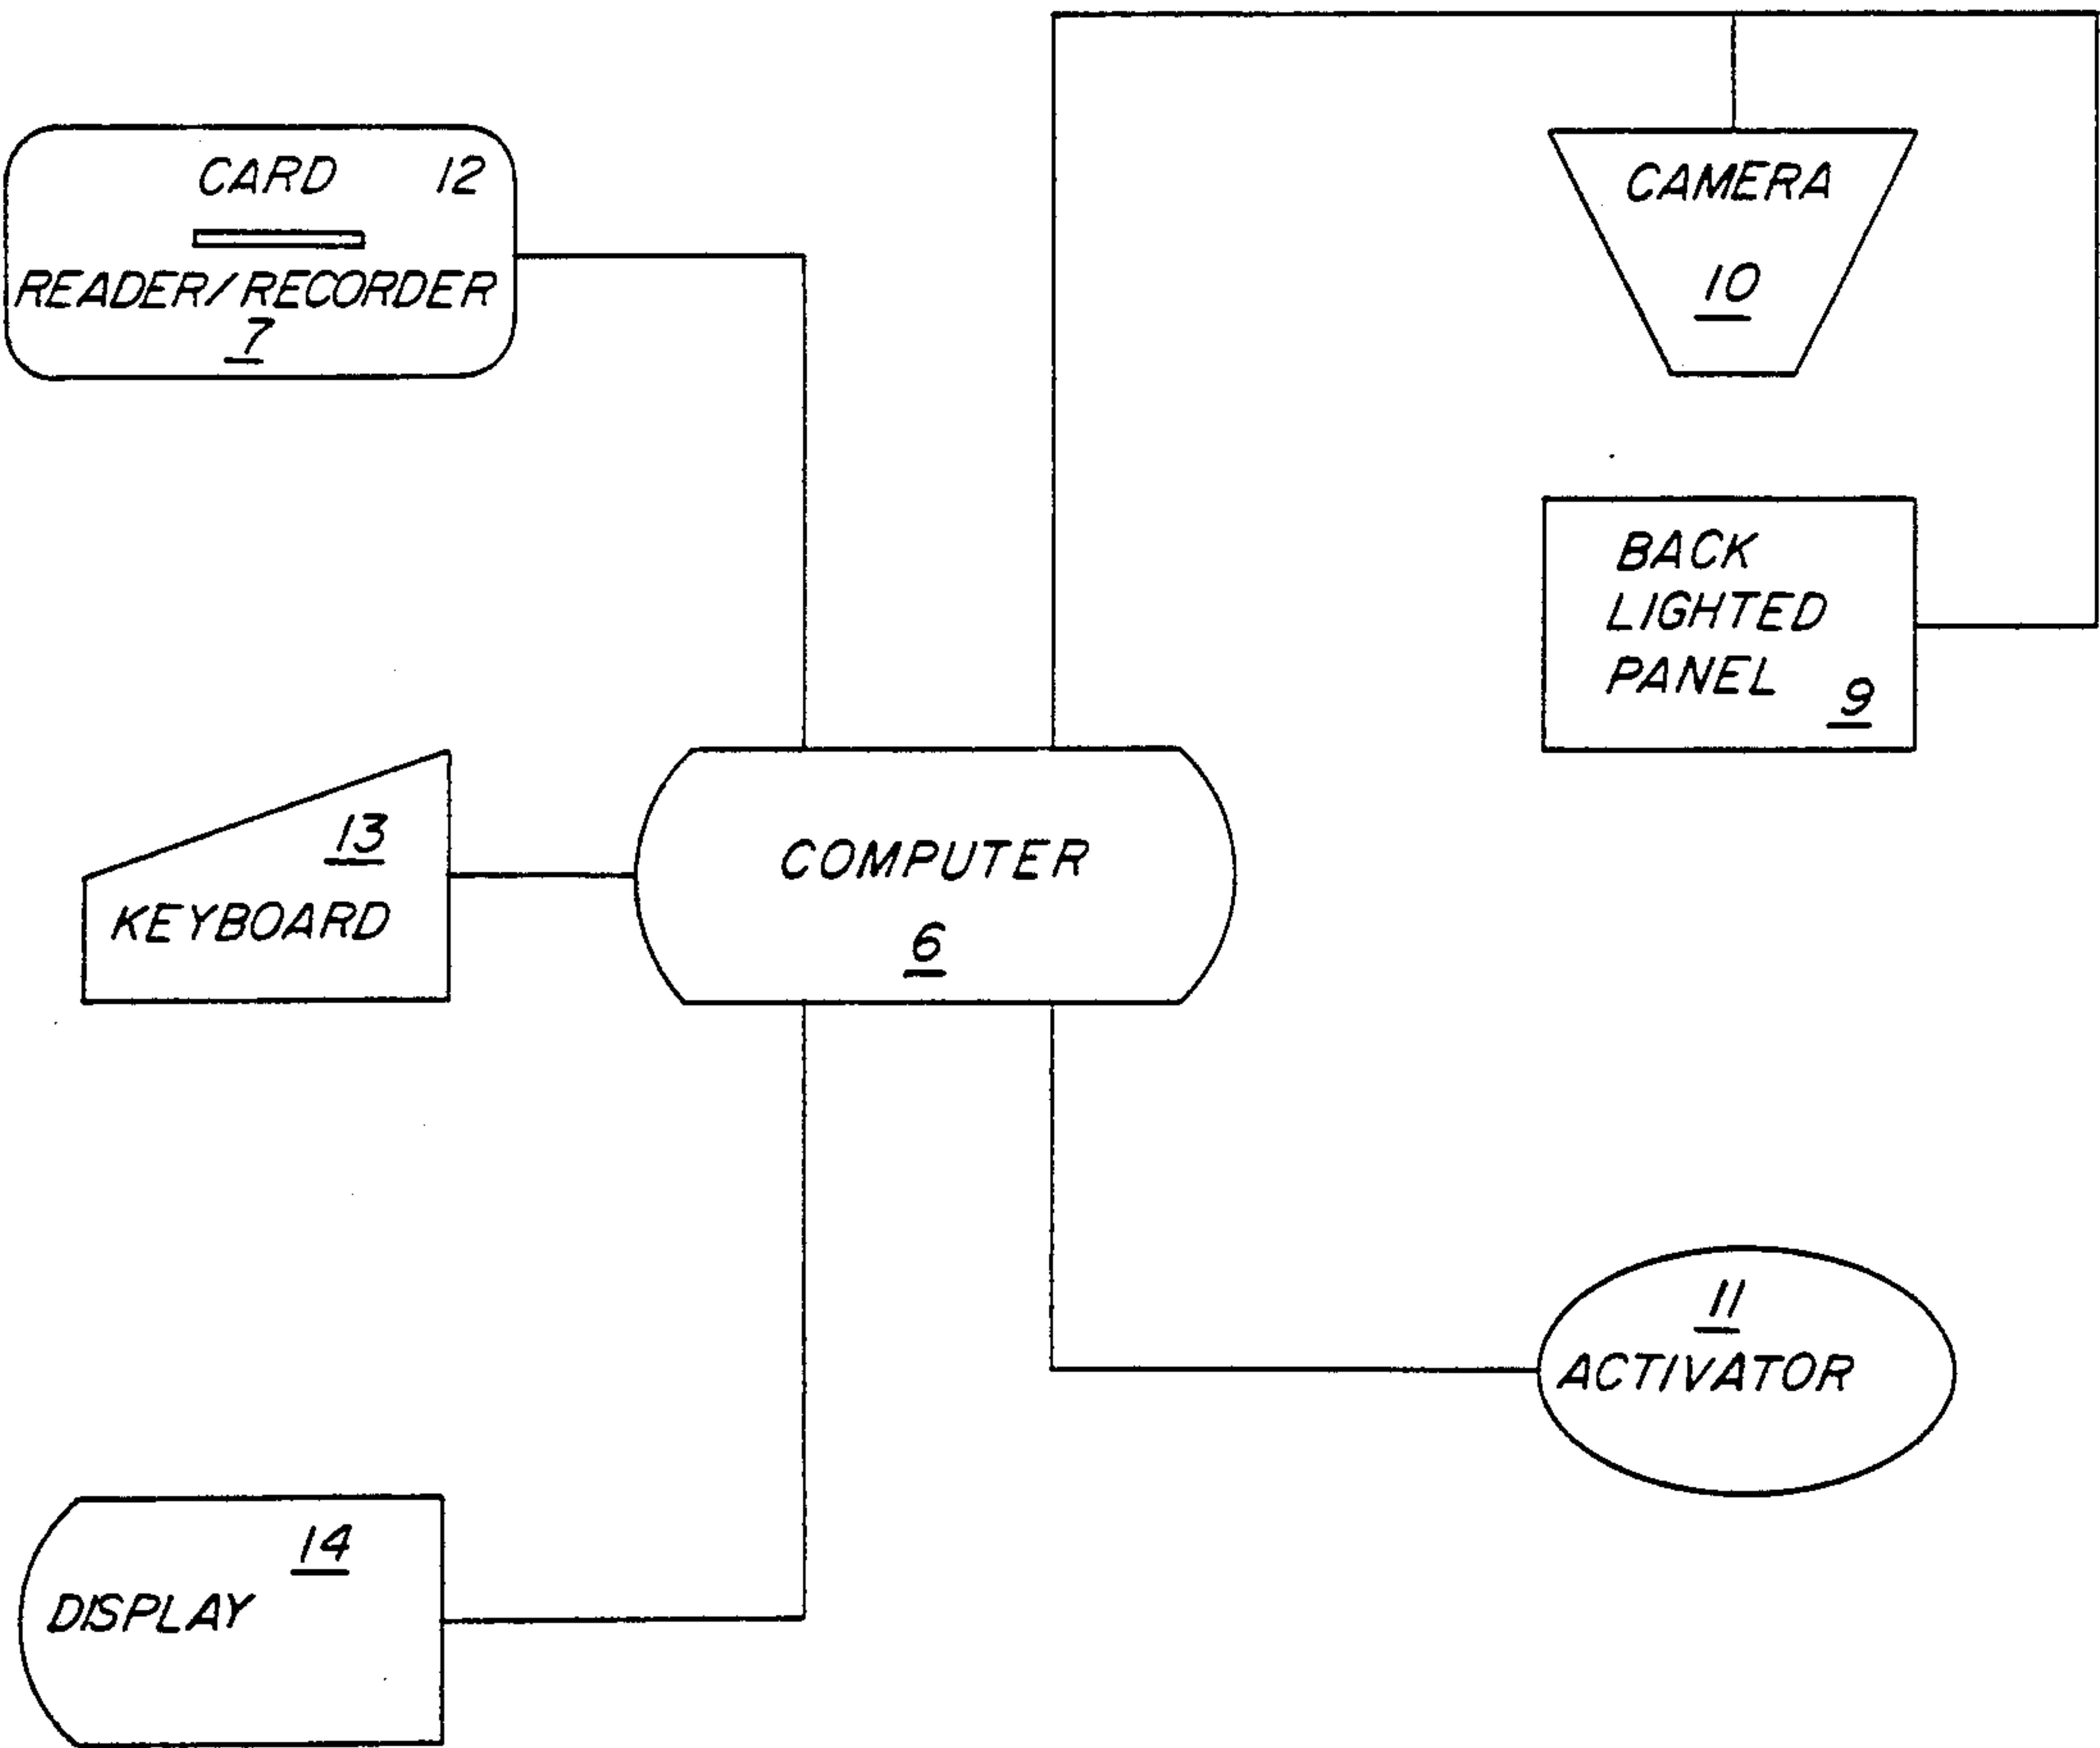 CARD 12
READER/RECORDER
7
CAMERA
10
BACK
LIGHTED
PANEL 9
13
KEYBOARD
COMPUTER
6
11
ACTIVATOR
14
DISPLAY